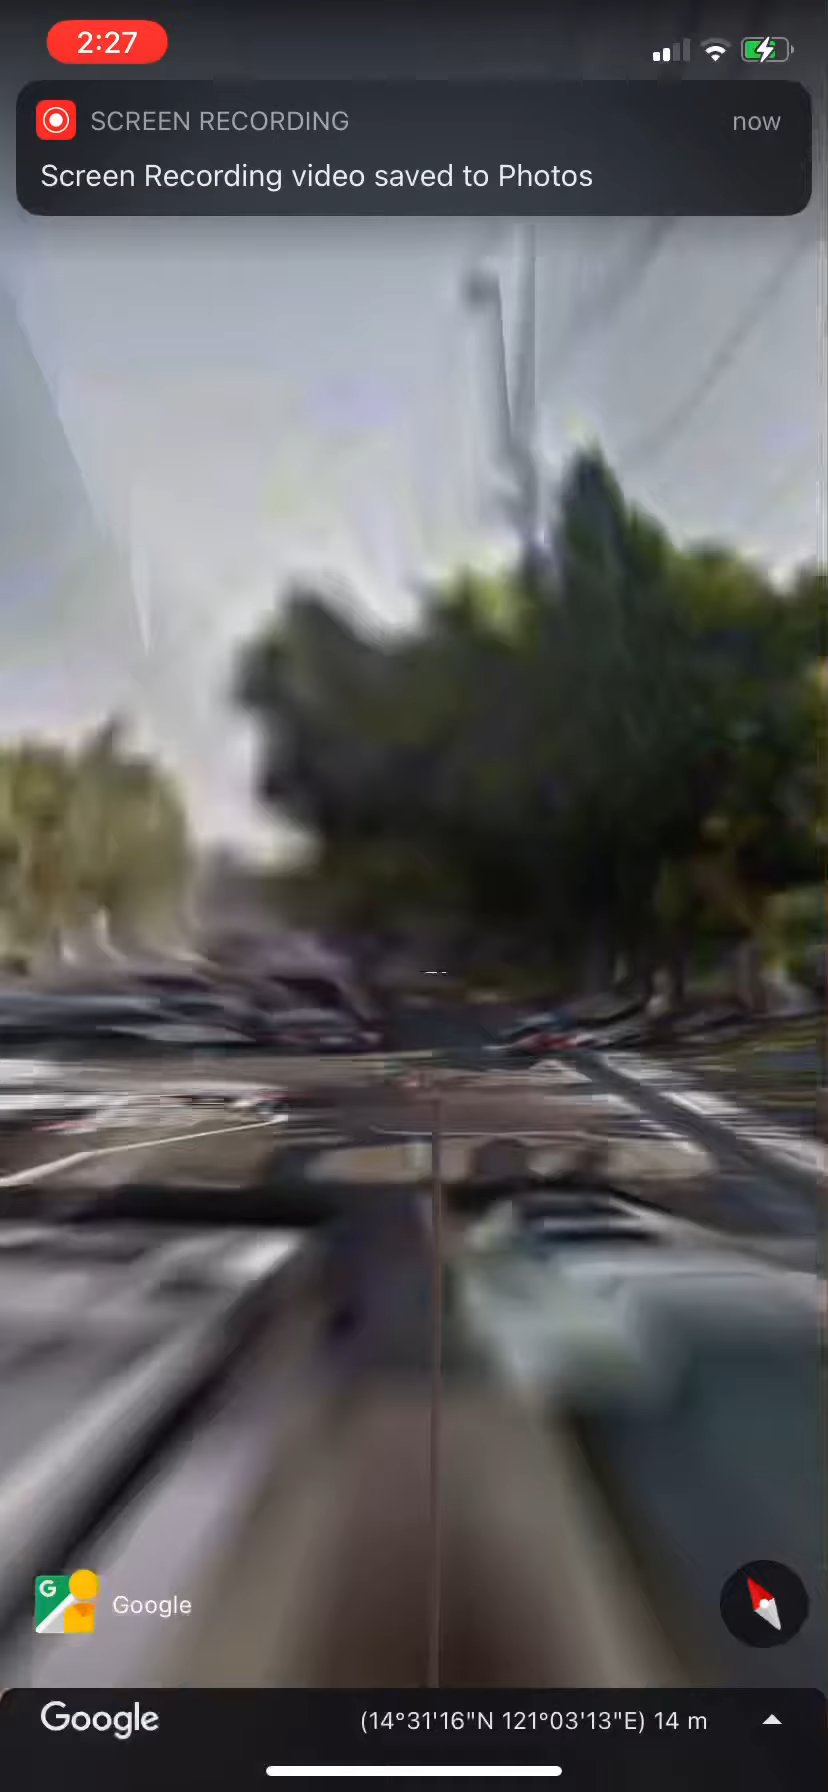 2:27
SCREEN RECORDING
now
Screen Recording video saved to Photos
G
Google
Google
(14°31'16"N 121°03'13"E) 14 m